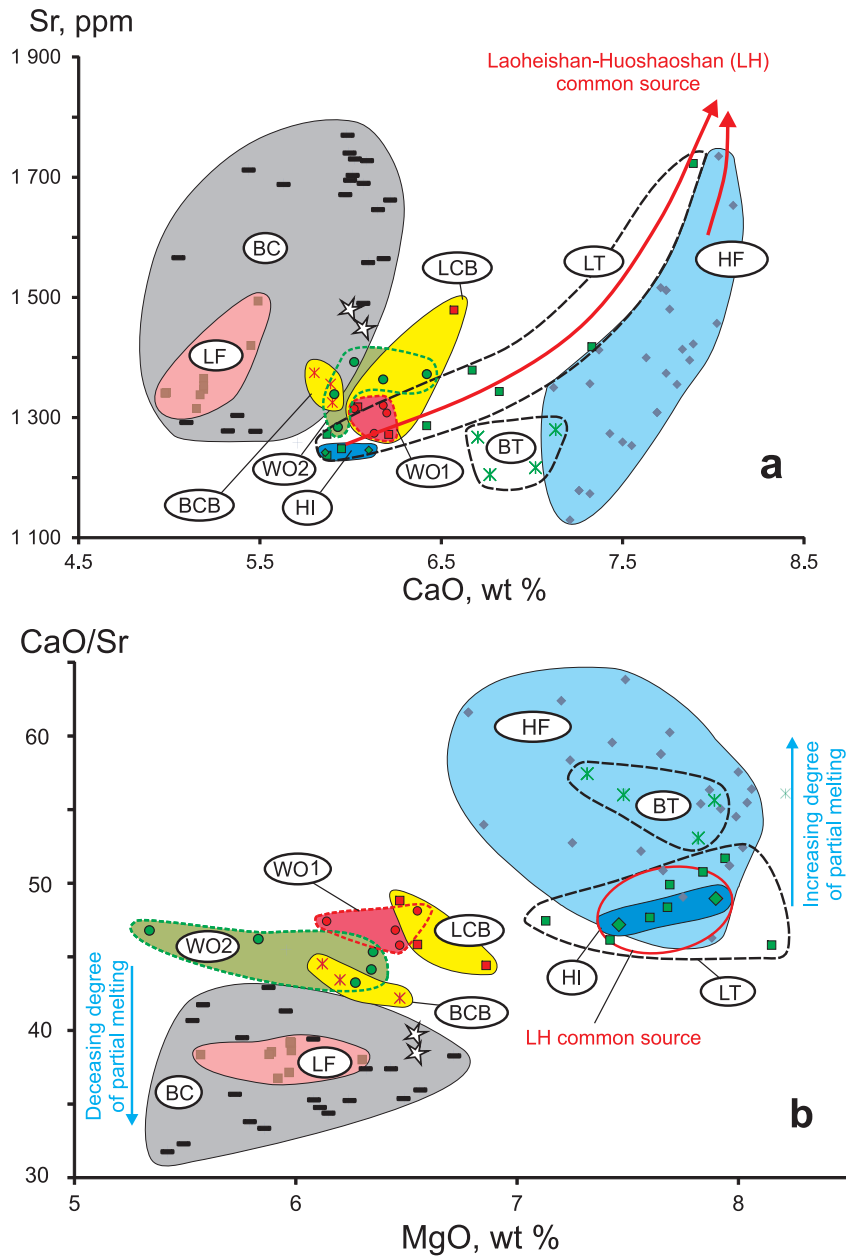 Sr, ppm
1 900
Laoheishan-Huoshaoshan (LH)
common source
1 700
BC
LCB
LT
HF
1 500
LF
1 300
WO2
WO1
BT
BCB
HI
a
1 100
4.5
5.5
6.5
7.5
8.5
CaO, wt %
CaO/Sr
60
HF
BT
Increasing degree
of partial melting
50
WO1
WO2
LCB
HI
LT
BCB
LH common source
40
Deceasing degree
of partial melting
LF
BC
b
30
5
6
7
8
MgO, wt %